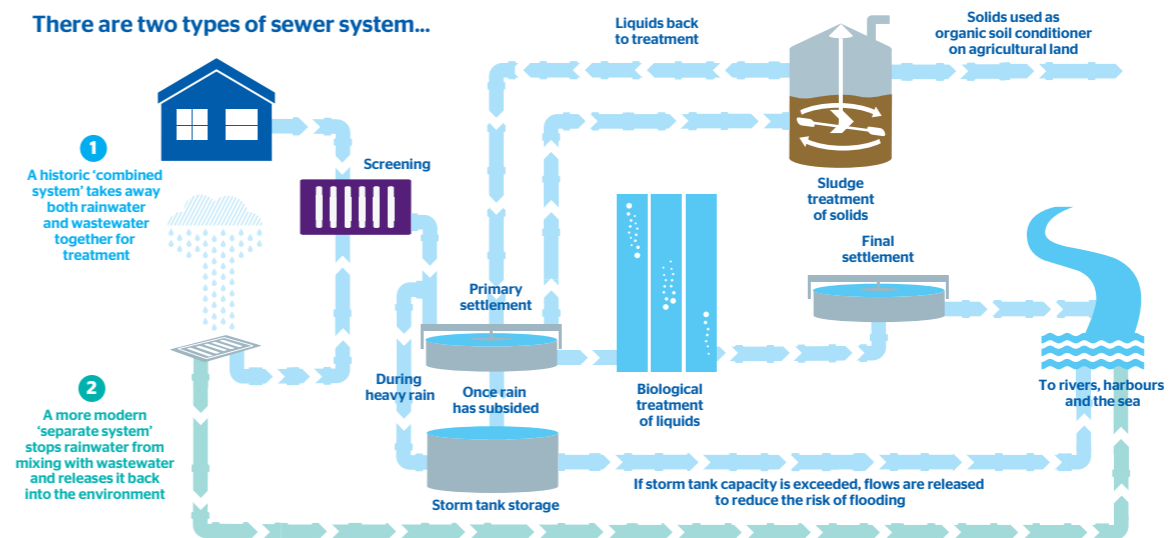 There are two types of sewer system...
1
A historic ‘combined
system’ takes away
both rainwater
and wastewater
together for
treatment
2
A more modern
‘separate system’
stops rainwater from
mixing with wastewater
and releases it back
into the environment
Screening
During
heavy rain
Primary
settlement
Once rain
has subsided
Storm tank storage
Liquids back
to treatment
Sludge
treatment
of solids
Solids used as
organic soil conditioner
on agricultural land
Biological
treatment
of liquids
Final
settlement
To rivers, harbours
and the sea
If storm tank capacity is exceeded, flows are released
to reduce the risk of flooding